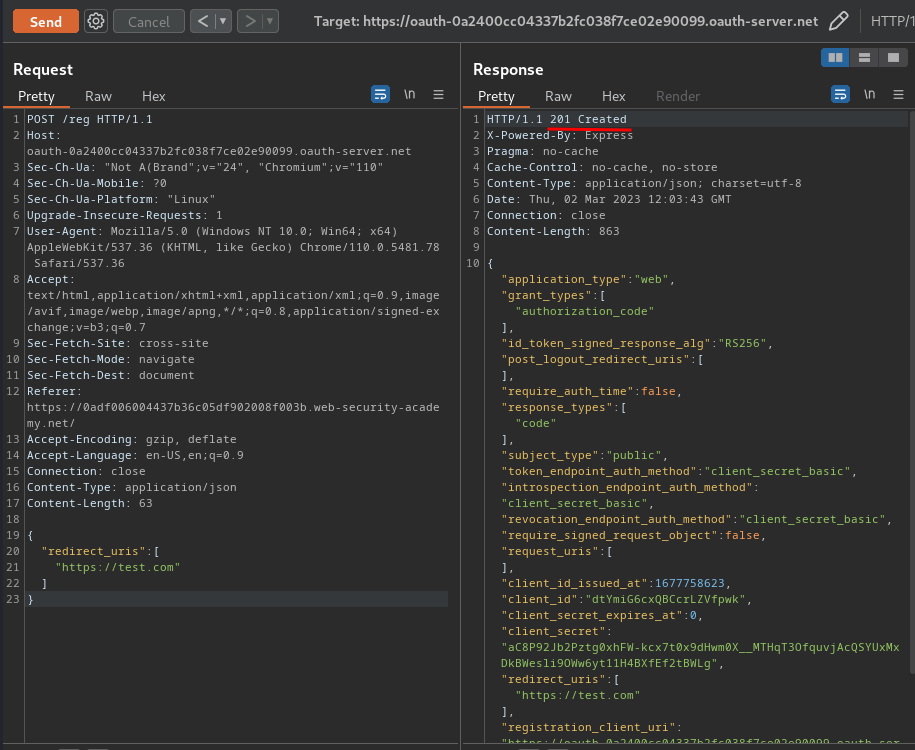 Send Cancel < > Target: https://oauth-0a2400cc04337b2fc038f7ce02e90099.oauth-server.net HTTP/1
Request
Pretty Raw Hex \n
1 POST /reg HTTP/1.1
2 Host:
oauth-0a2400cc04337b2fc038f7ce02e90099.oauth-server.net
3 Sec-Ch-Ua: "Not A(Brand";v="24", "Chromium";v="110"
4 Sec-Ch-Ua-Mobile: ?0
5 Sec-Ch-Ua-Platform: "Linux"
6 Upgrade-Insecure-Requests: 1
7 User-Agent: Mozilla/5.0 (Windows NT 10.0; Win64; x64)
AppleWebKit/537.36 (KHTML, like Gecko) Chrome/110.0.5481.78
Safari/537.36
8 Accept:
text/html,application/xhtml+xml,application/xml;q=0.9,image
/avif,image/webp,image/apng,*/*;q=0.8,application/signed-ex
change;v=b3;q=0.7
9 Sec-Fetch-Site: cross-site
10 Sec-Fetch-Mode: navigate
11 Sec-Fetch-Dest: document
12 Referer:
https://0adf006004437b36c05df902008f003b.web-security-acade
my.net/
13 Accept-Encoding: gzip, deflate
14 Accept-Language: en-US,en;q=0.9
15 Connection: close
16 Content-Type: application/json
17 Content-Length: 63
18
19 {
20 "redirect_uris":[
21 "https://test.com"
22 ]
23 }
Response
Pretty Raw Hex Render \n
1 HTTP/1.1 201 Created
2 X-Powered-By: Express
3 Pragma: no-cache
4 Cache-Control: no-cache, no-store
5 Content-Type: application/json; charset=utf-8
6 Date: Thu, 02 Mar 2023 12:03:43 GMT
7 Connection: close
8 Content-Length: 863
9
10 {
"application_type":"web",
"grant_types":[
"authorization_code"
],
"id_token_signed_response_alg":"RS256",
"post_logout_redirect_uris":[
],
"require_auth_time":false,
"response_types":[
"code"
],
"subject_type":"public",
"token_endpoint_auth_method":"client_secret_basic",
"introspection_endpoint_auth_method":
"client_secret_basic",
"revocation_endpoint_auth_method":"client_secret_basic",
"require_signed_request_object":false,
"request_uris":[
],
"client_id_issued_at":1677758623,
"client_id":"dtYmiG6cxQBCcrLZVfpwk",
"client_secret_expires_at":0,
"client_secret":
"aC8P92Jb2Pztg0xhFW-kcx7t0x9dHwm0X__MTHqT3OfquvjAcQSYUxMx
DkBWesli9OWw6yt11H4BXfEf2tBWLg",
"redirect_uris":[
"https://test.com"
],
"registration_client_uri":
"https://oauth-0a2400cc04337b2fc038f7ce02e90099.oauth-ser